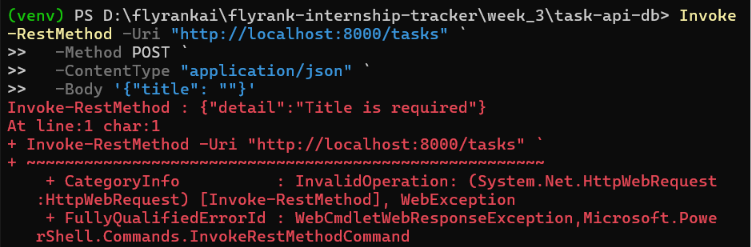 (venv) PS D:\flyrankai\flyrank-internship-tracker\week_3\task-api-db> Invoke
-RestMethod -Uri "http://localhost:8000/tasks" `
>>   -Method POST `
>>   -ContentType "application/json" `
>>   -Body '{"title": ""}'
Invoke-RestMethod : {"detail":"Title is required"}
At line:1 char:1
+ Invoke-RestMethod -Uri "http://localhost:8000/tasks" `
+ ~~~~~~~~~~~~~~~~~~~~~~~~~~~~~~~~~~~~~~~~~~~~~~~~~~~~~~
    + CategoryInfo          : InvalidOperation: (System.Net.HttpWebRequest
   :HttpWebRequest) [Invoke-RestMethod], WebException
    + FullyQualifiedErrorId : WebCmdletWebResponseException,Microsoft.Powe
   rShell.Commands.InvokeRestMethodCommand